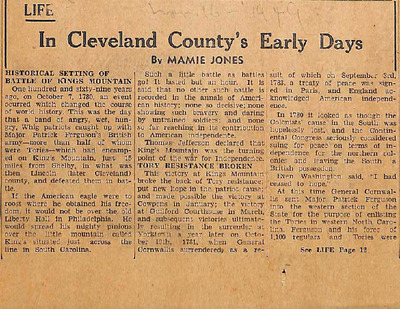 LIFE
In Cleveland County's Early Days
By MAMIE JONES
HISTORICAL SETTING OF
BATTLE OF KINGS MOUNTAIN
One hundred and sixty-nine years
ago, on October 7, 1780, an event
ocurred which changed the course
of world history. This was the day
that a band of angry, wet, hun-
gry, Whig patriots caught up with
Major Patrick Ferguson's British
army—more than half of whom
were Tories—which had encamp-
ed on King's Mountain, just 15
miles from Shelby, in what was
then Lincoln (later Cleveland)
county, and defeated them in bat-
tle.
If the American eagle were to
roost where he obtained his free-
dom, it would not be over the old
Liberty Hall in Philadelphia. He
would spread his mighty pinions
over the little mountain called
King's situated just across the
line in South Carolina.
Such a little battle as battles
go! It lasted but an hour. It is
said that no other such battle is
recorded in the annals of Ameri-
can history; none so decisive; none
showing such bravery and daring
by untrained soldiers; and none
so far reaching in its contribution
to American independence.
Thomas Jefferson declared that
King's Mountain was the turning
point of the war for Independence.
TORY RESISTANCE BROKEN
This victory at Kings Mountain
broke the back of Tory resistance,
put new hope in the patriot cause;
and made possible the victory at
Cowpens in January; the victory
at Guilford Courthouse in March,
and subsequent victories ultimate-
ly resulting in the surrender at
Yorktown a year later on Octo-
ber 19th, 1781, when General
Cornwallis surrendered; as a re-
sult of which on September 3rd,
1783, a treaty of peace was sign-
ed in Paris, and England ac-
knowledged American independ-
ence.
In 1780 it looked as though the
Colonists' cause in the South, was
hopelessly lost, and the Contin-
ental Congress seriously considered
suing for peace on terms of in-
dependence for the northern col-
onies and leaving the South a
British possession.
Even Washington said, "I had
ceased to hope."
At this time General Cornwal-
lis sent Major Patrick Ferguson
into the western section of the
State for the purpose of enlisting
the Tories in western North Caro-
lina. Ferguson and his force of
1,100 regulars and Tories were
See LIFE Page 12